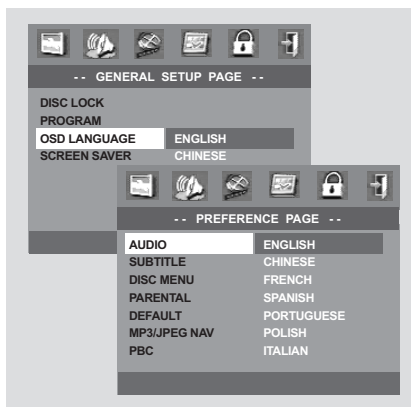 -- GENERAL SETUP PAGE --
DISC LOCK
PROGRAM
OSD LANGUAGE ENGLISH
SCREEN SAVER CHINESE
-- PREFERENCE PAGE --
AUDIO ENGLISH
SUBTITLE CHINESE
DISC MENU FRENCH
PARENTAL SPANISH
DEFAULT PORTUGUESE
MP3/JPEG NAV POLISH
PBC ITALIAN